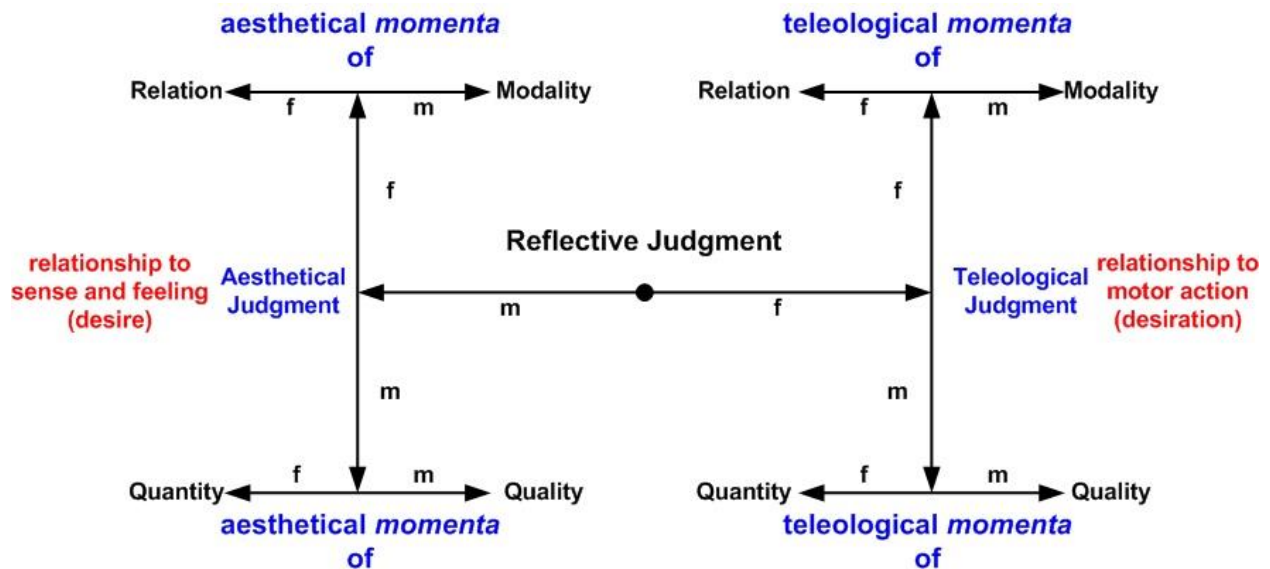 aesthetical momenta
of
teleological momenta
of
Relation
f
m
Modality
Relation
f
m
Modality
f
f
Reflective Judgment
relationship to
sense and feeling
(desire)
Aesthetical
Judgment
m
f
Teleological
Judgment
relationship to
motor action
(desiration)
m
m
Quantity
f
m
Quality
Quantity
f
m
Quality
aesthetical momenta
of
teleological momenta
of